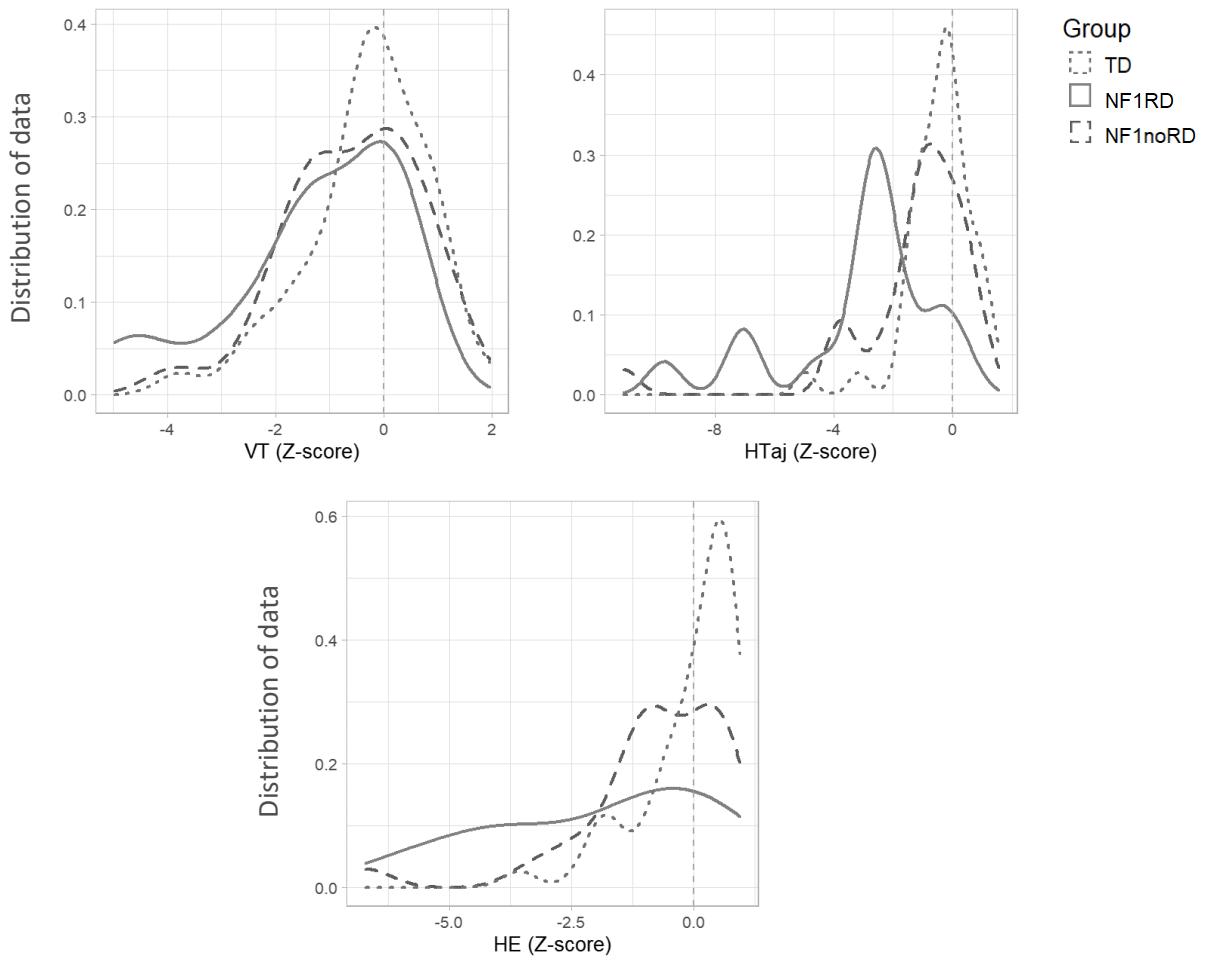 Group
TD
NF1RD
NF1noRD
Distribution of data
0.4
0.3
0.2
0.1
0.0
-4
-2
0
2
VT (Z-score)
0.4
0.3
0.2
0.1
0.0
-8
-4
0
HTaj (Z-score)
Distribution of data
0.6
0.4
0.2
0.0
-5.0
-2.5
0.0
HE (Z-score)